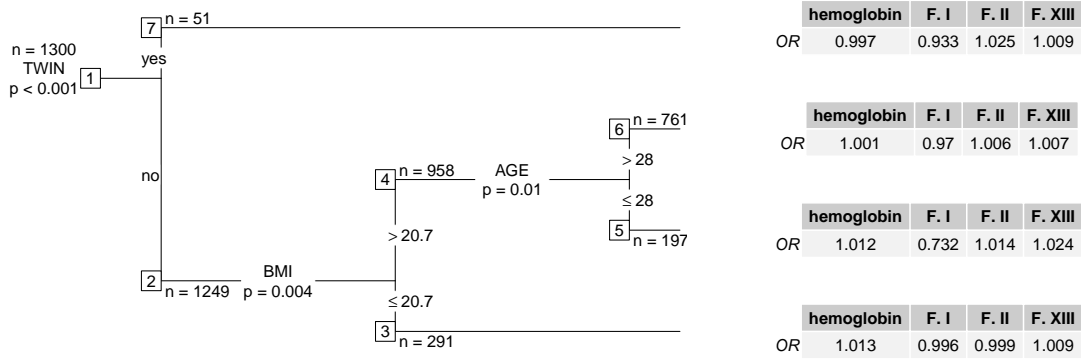 7 n = 51
n = 1300
TWIN
p < 0.001
1
yes
no
2
n = 1249
BMI
p = 0.004
> 20.7
≤ 20.7
4
n = 958
AGE
p = 0.01
> 28
≤ 28
6
n = 761
5
n = 197
3
n = 291
hemoglobin F. I F. II F. XIII
OR 0.997 0.933 1.025 1.009
hemoglobin F. I F. II F. XIII
OR 1.001 0.97 1.006 1.007
hemoglobin F. I F. II F. XIII
OR 1.012 0.732 1.014 1.024
hemoglobin F. I F. II F. XIII
OR 1.013 0.996 0.999 1.009